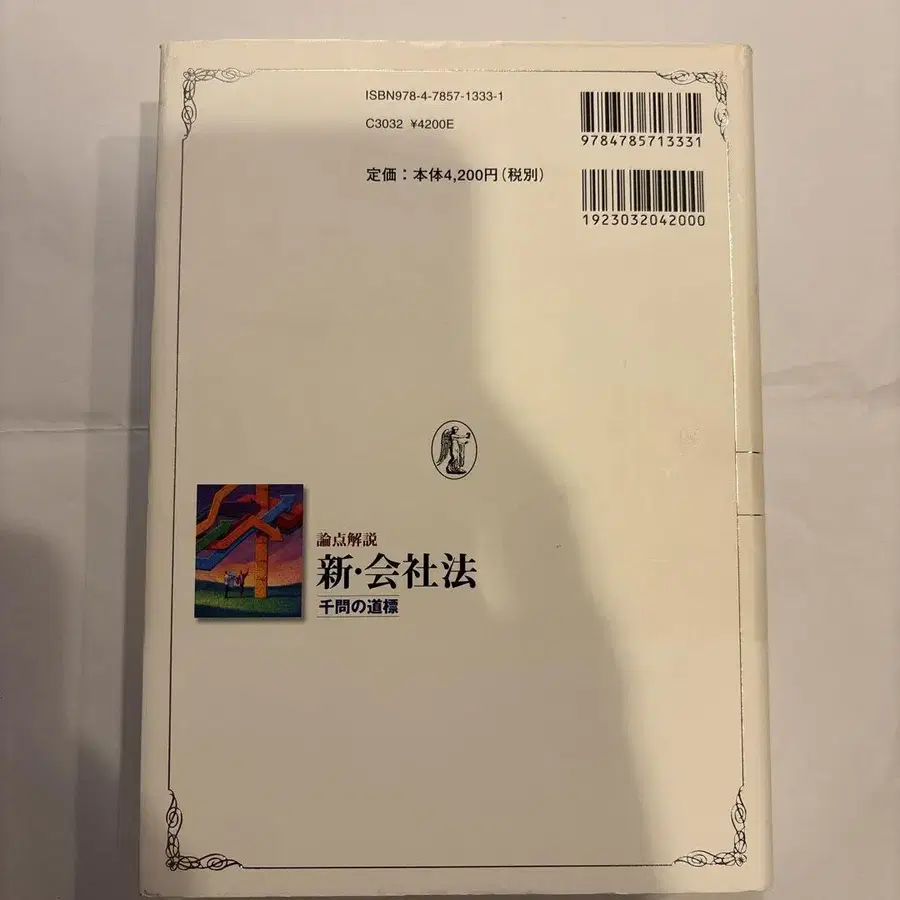 ISBN978-4-7857-1333-1
C3032 ¥4200E
定価：本体4,200円（税別）
9784785713331
1923032042000
論点解説
新・会社法
千問の道標